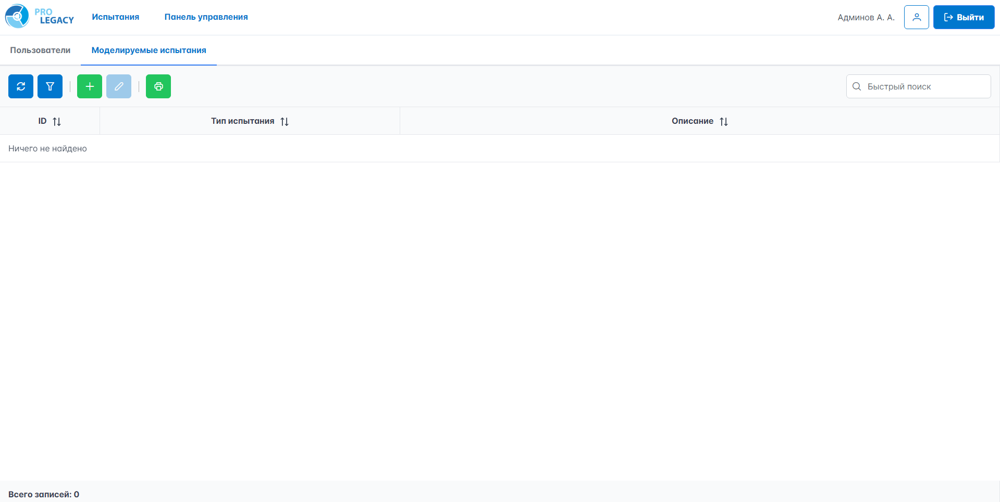 PRO
LEGACY
Испытания
Панель управления
Админов А. А.
Выйти
Пользователи
Моделируемые испытания
Быстрый поиск
ID
Тип испытания
Описание
Ничего не найдено
Всего записей: 0